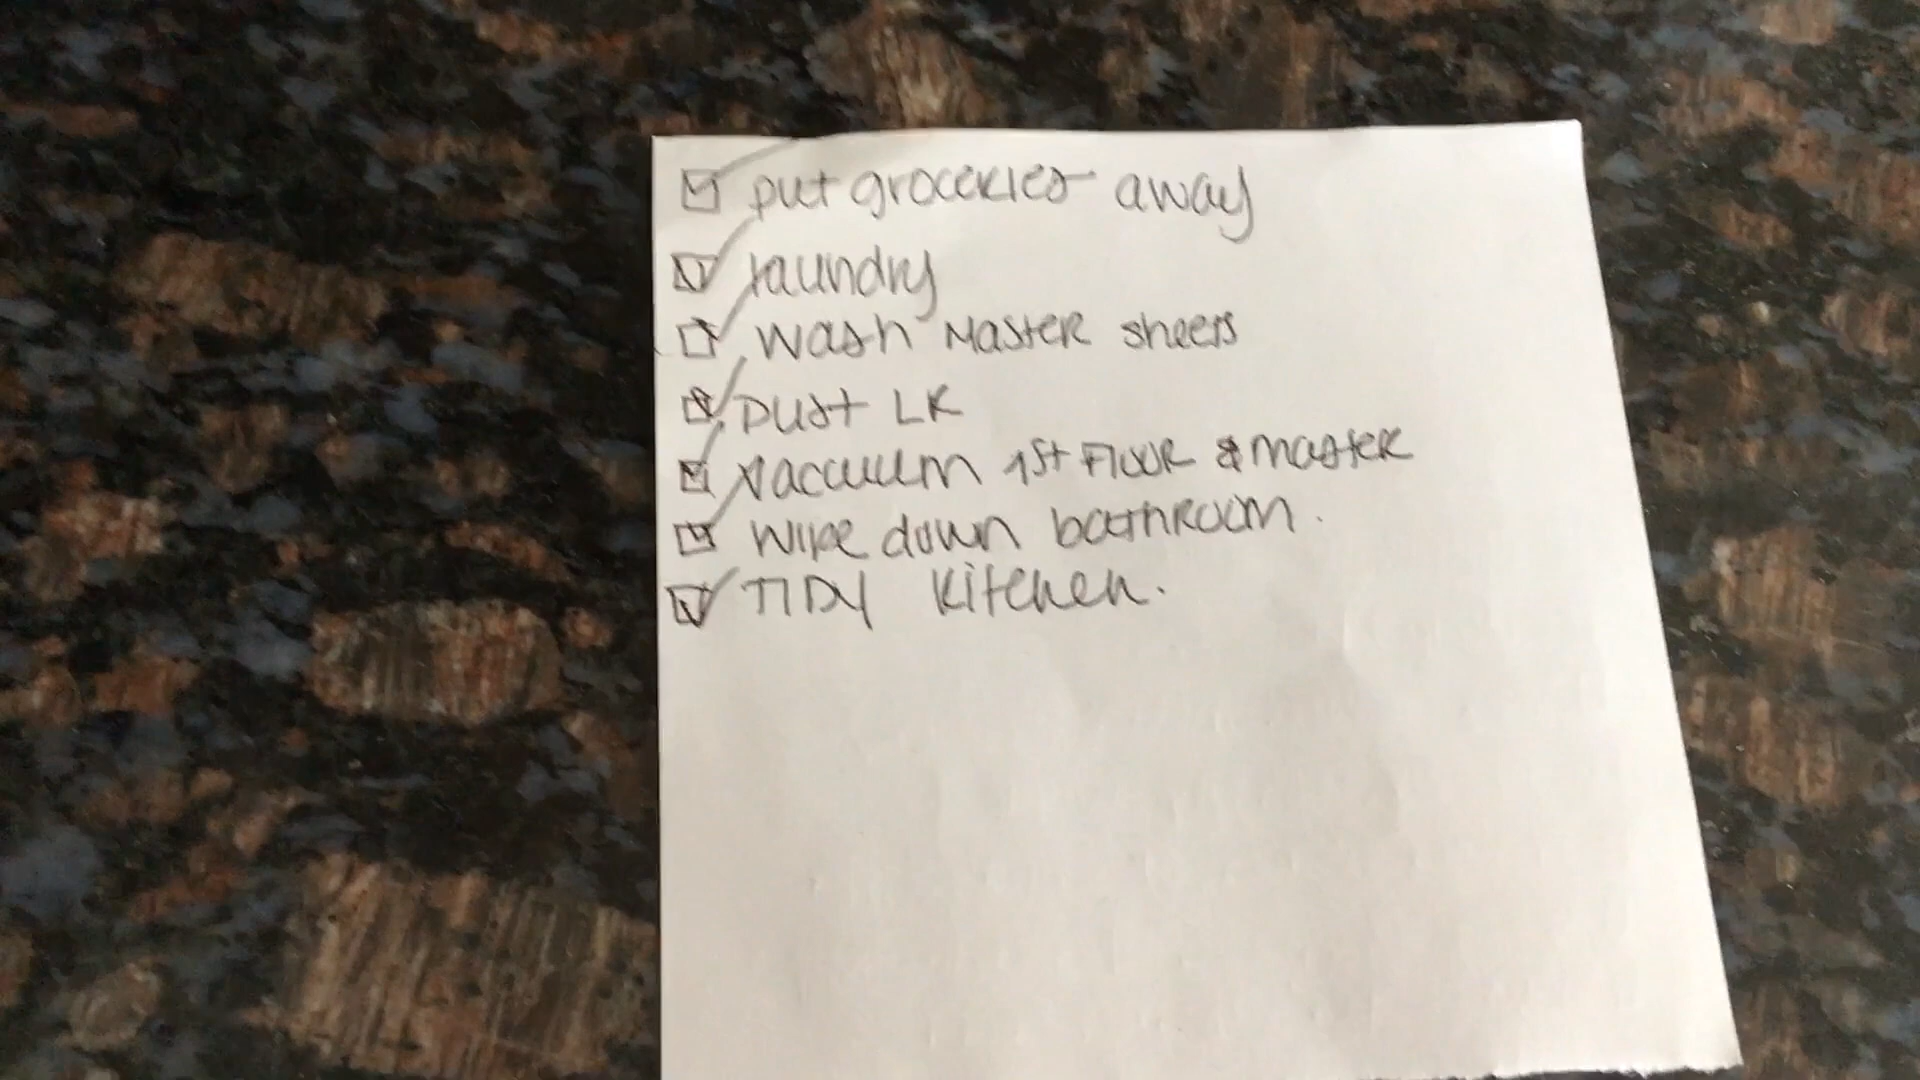 put groceries away
laundry
wash Master sheets
DUST LR
vacuum 1st Floor & master
wipe down bathroom.
TIDY kitchen.